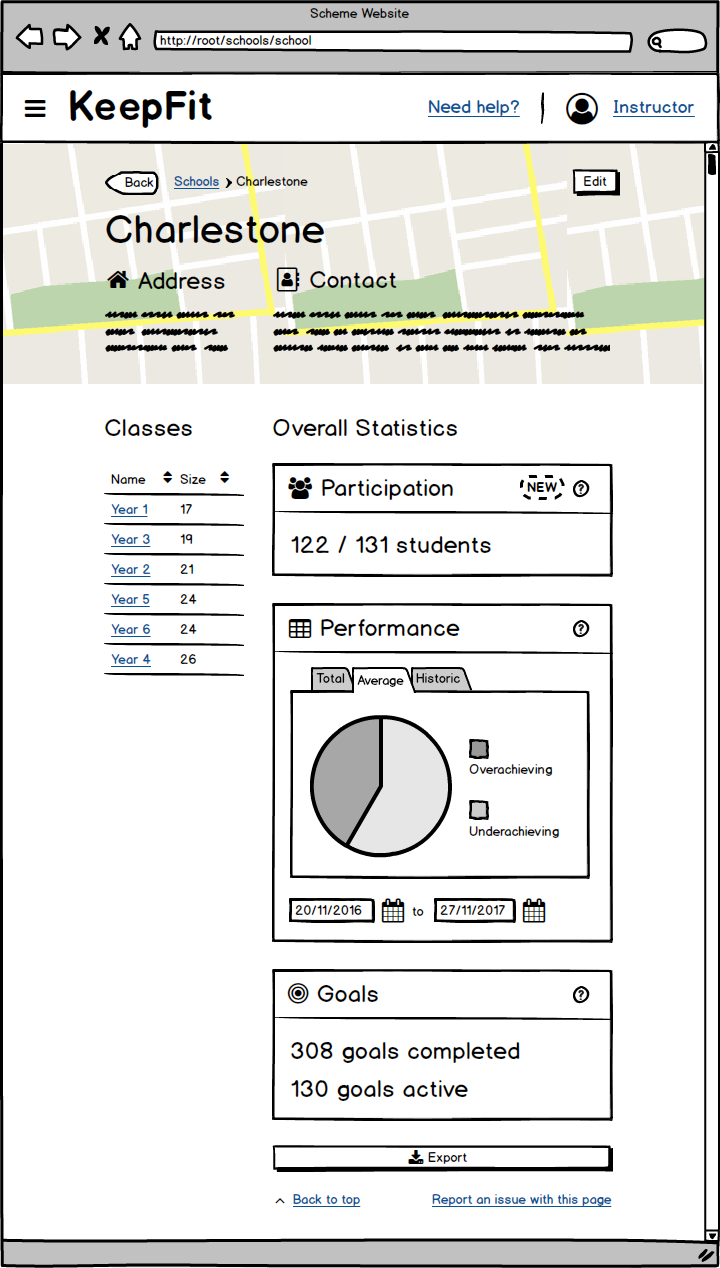 Scheme Website
http://root/schools/school
KeepFit
Need help?
Instructor
Back
Schools
Charlestone
Edit
Charlestone
Address
Contact
Classes
Name Size
Year 1 17
Year 3 19
Year 2 21
Year 5 24
Year 6 24
Year 4 26
Overall Statistics
Participation
NEW
?
122 / 131 students
Performance
?
Total Average Historic
Overachieving
Underachieving
20/11/2016 to 27/11/2017
Goals
?
308 goals completed
130 goals active
Export
Back to top
Report an issue with this page